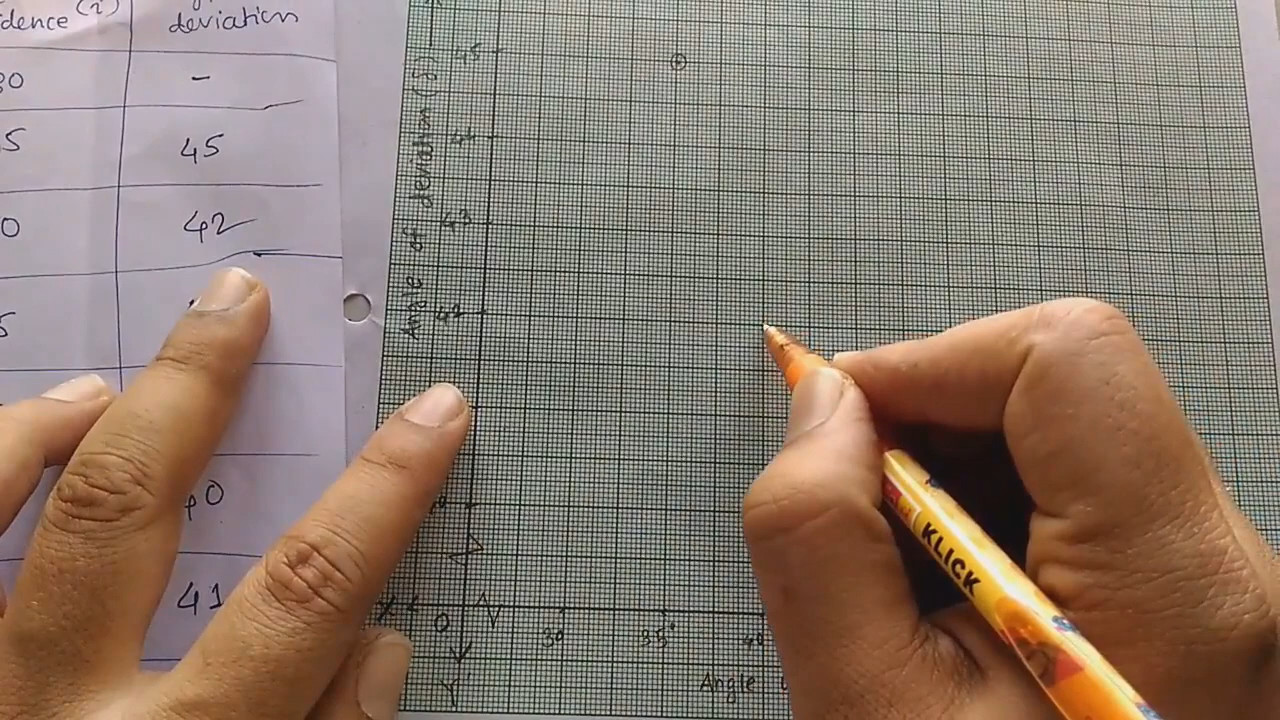 idence (i)
deviation
30
-
5
45
0
42
5
40
41
Angle of deviation (δ)
45
44
43
42
X'
O
30
35°
40
Y'
Angle
KLICK